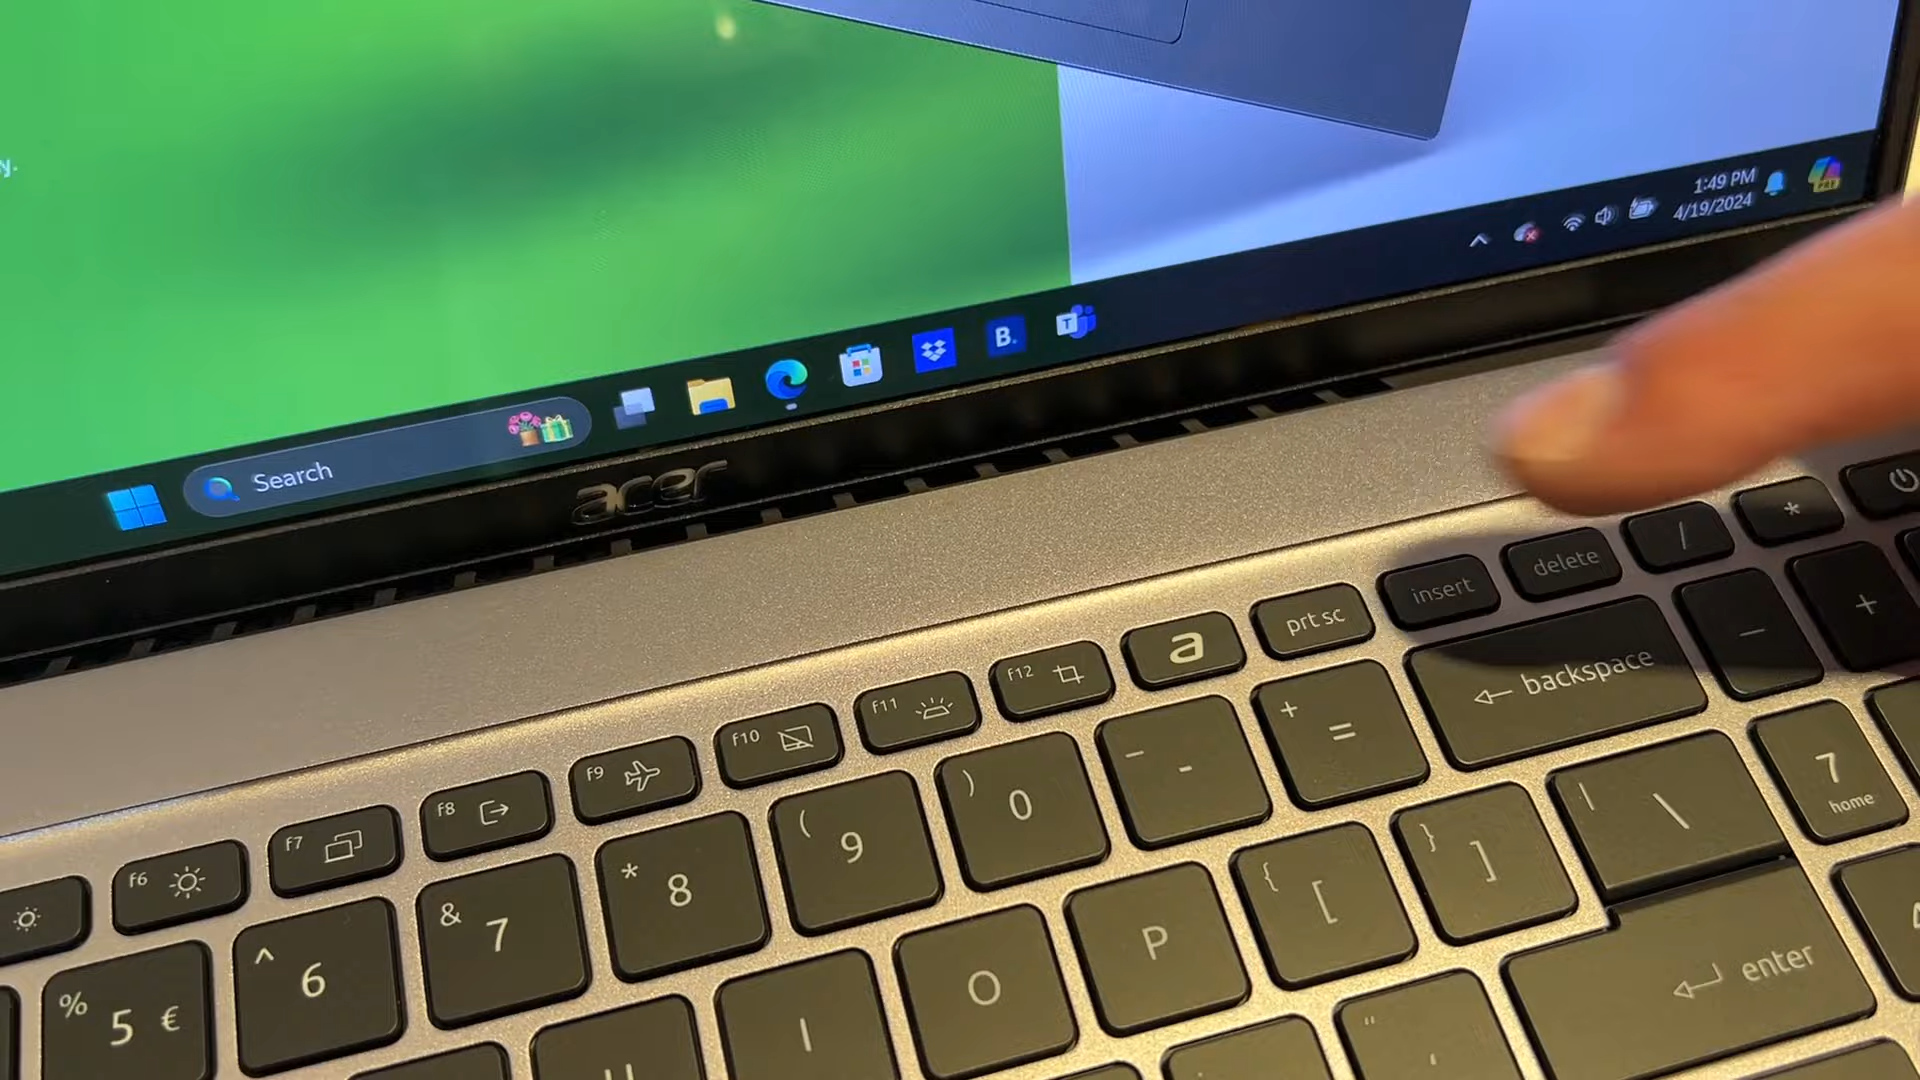 y.
1:49 PM
4/19/2024
PRE
T
B.
Search
acer
insert
delete
/
*
f12
a
prt sc
f11
f10
f9
f8
f7
f6
← backspace
-
+
+ =
_ -
) 0
( 9
* 8
& 7
^ 6
% 5 €
7
home
| \
} ]
{ [
P
O
I
U
enter
"
'